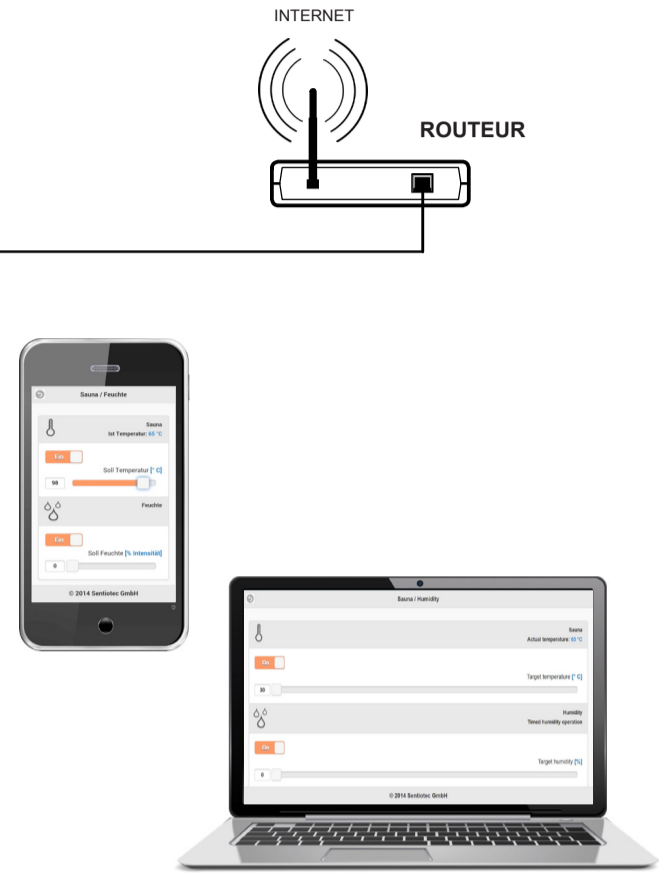 INTERNET
ROUTEUR
Sauna / Feuchte
Sauna
Ist Temperatur: 65 °C
Ein
Soll Temperatur [° C]
90
Feuchte
Ein
Soll Feuchte [% Intensität]
0
© 2014 Sentiotec GmbH
Sauna / Humidity
Sauna
Actual temperature: 65 °C
On
Target temperature [° C]
30
Humidity
Timed humidity operation
On
Target humidity [%]
0
© 2014 Sentiotec GmbH